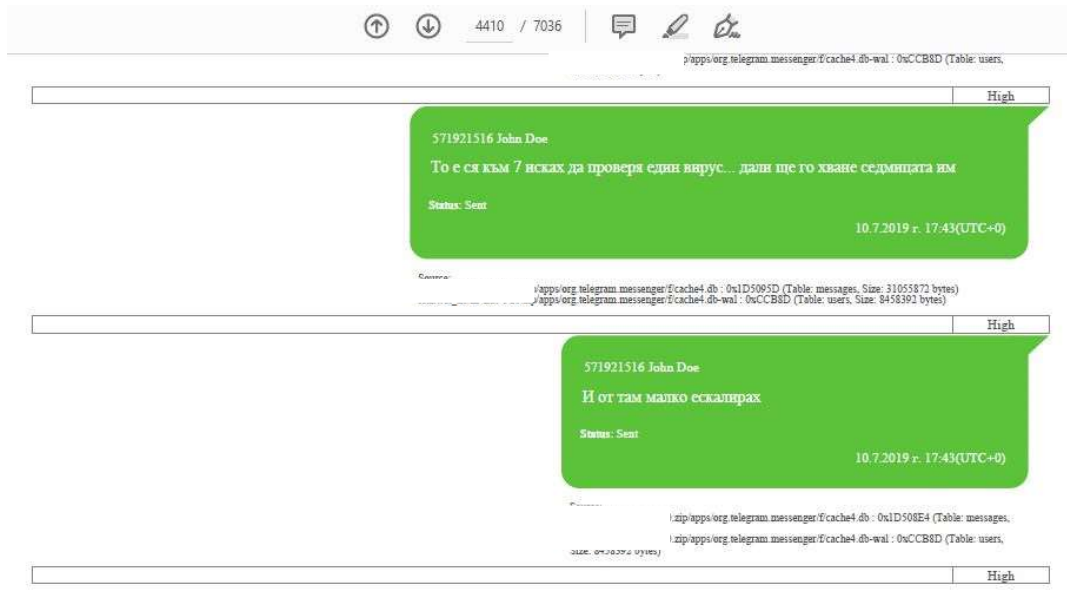 4410 / 7036
p/apps/org.telegram.messenger/f/cache4.db-wal : 0xCCB8D (Table: users,
High
571921516 John Doe
То е ся към 7 исках да проверя един вирус... дали ще го хване седмицата им
Status: Sent
10.7.2019 г. 17:43(UTC+0)
Source:
/apps/org.telegram.messenger/f/cache4.db : 0x1D5095D (Table: messages, Size: 31055872 bytes)
/apps/org.telegram.messenger/f/cache4.db-wal : 0xCCB8D (Table: users, Size: 8458392 bytes)
High
571921516 John Doe
И от там малко ескалирах
Status: Sent
10.7.2019 г. 17:43(UTC+0)
.zip/apps/org.telegram.messenger/f/cache4.db : 0x1D508E4 (Table: messages,
.zip/apps/org.telegram.messenger/f/cache4.db-wal : 0xCCB8D (Table: users,
Size: 8458392 bytes)
High